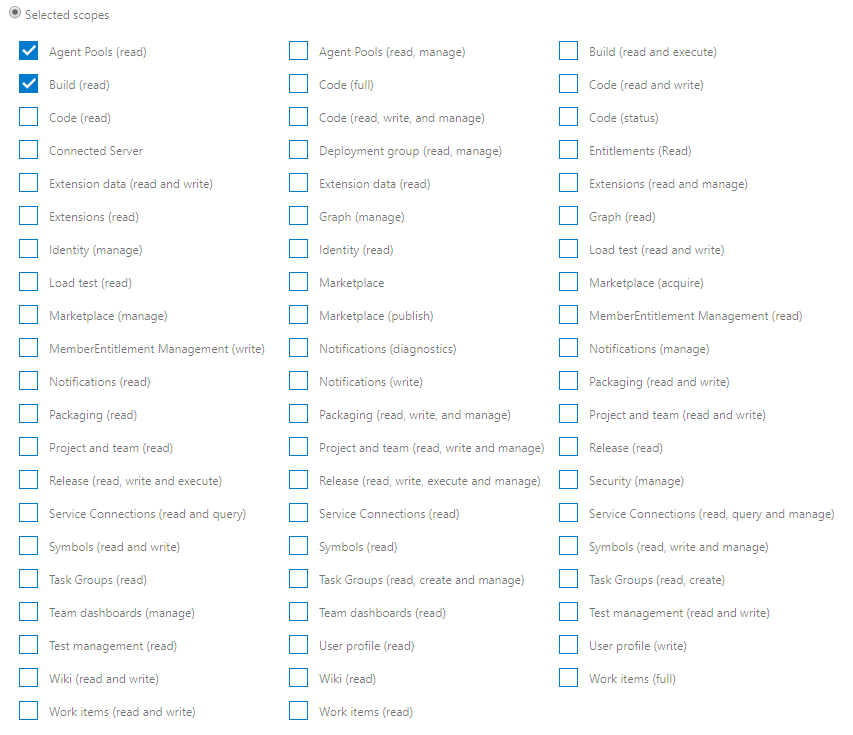 Selected scopes
Agent Pools (read) Agent Pools (read, manage) Build (read and execute)
Build (read) Code (full) Code (read and write)
Code (read) Code (read, write, and manage) Code (status)
Connected Server Deployment group (read, manage) Entitlements (Read)
Extension data (read and write) Extension data (read) Extensions (read and manage)
Extensions (read) Graph (manage) Graph (read)
Identity (manage) Identity (read) Load test (read and write)
Load test (read) Marketplace Marketplace (acquire)
Marketplace (manage) Marketplace (publish) MemberEntitlement Management (read)
MemberEntitlement Management (write) Notifications (diagnostics) Notifications (manage)
Notifications (read) Notifications (write) Packaging (read and write)
Packaging (read) Packaging (read, write, and manage) Project and team (read and write)
Project and team (read) Project and team (read, write and manage) Release (read)
Release (read, write and execute) Release (read, write, execute and manage) Security (manage)
Service Connections (read and query) Service Connections (read) Service Connections (read, query and manage)
Symbols (read and write) Symbols (read) Symbols (read, write and manage)
Task Groups (read) Task Groups (read, create and manage) Task Groups (read, create)
Team dashboards (manage) Team dashboards (read) Test management (read and write)
Test management (read) User profile (read) User profile (write)
Wiki (read and write) Wiki (read) Work items (full)
Work items (read and write) Work items (read)